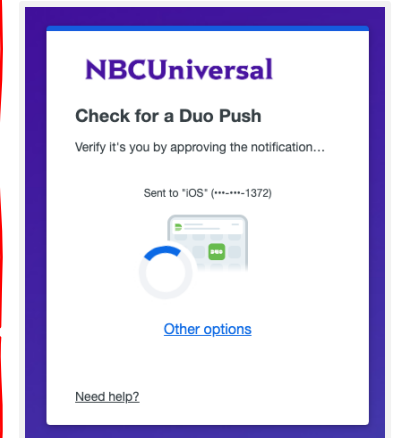 NBCUniversal
Check for a Duo Push
Verify it's you by approving the notification...
Sent to "iOS" (•••-•••-1372)
DUO
Other options
Need help?